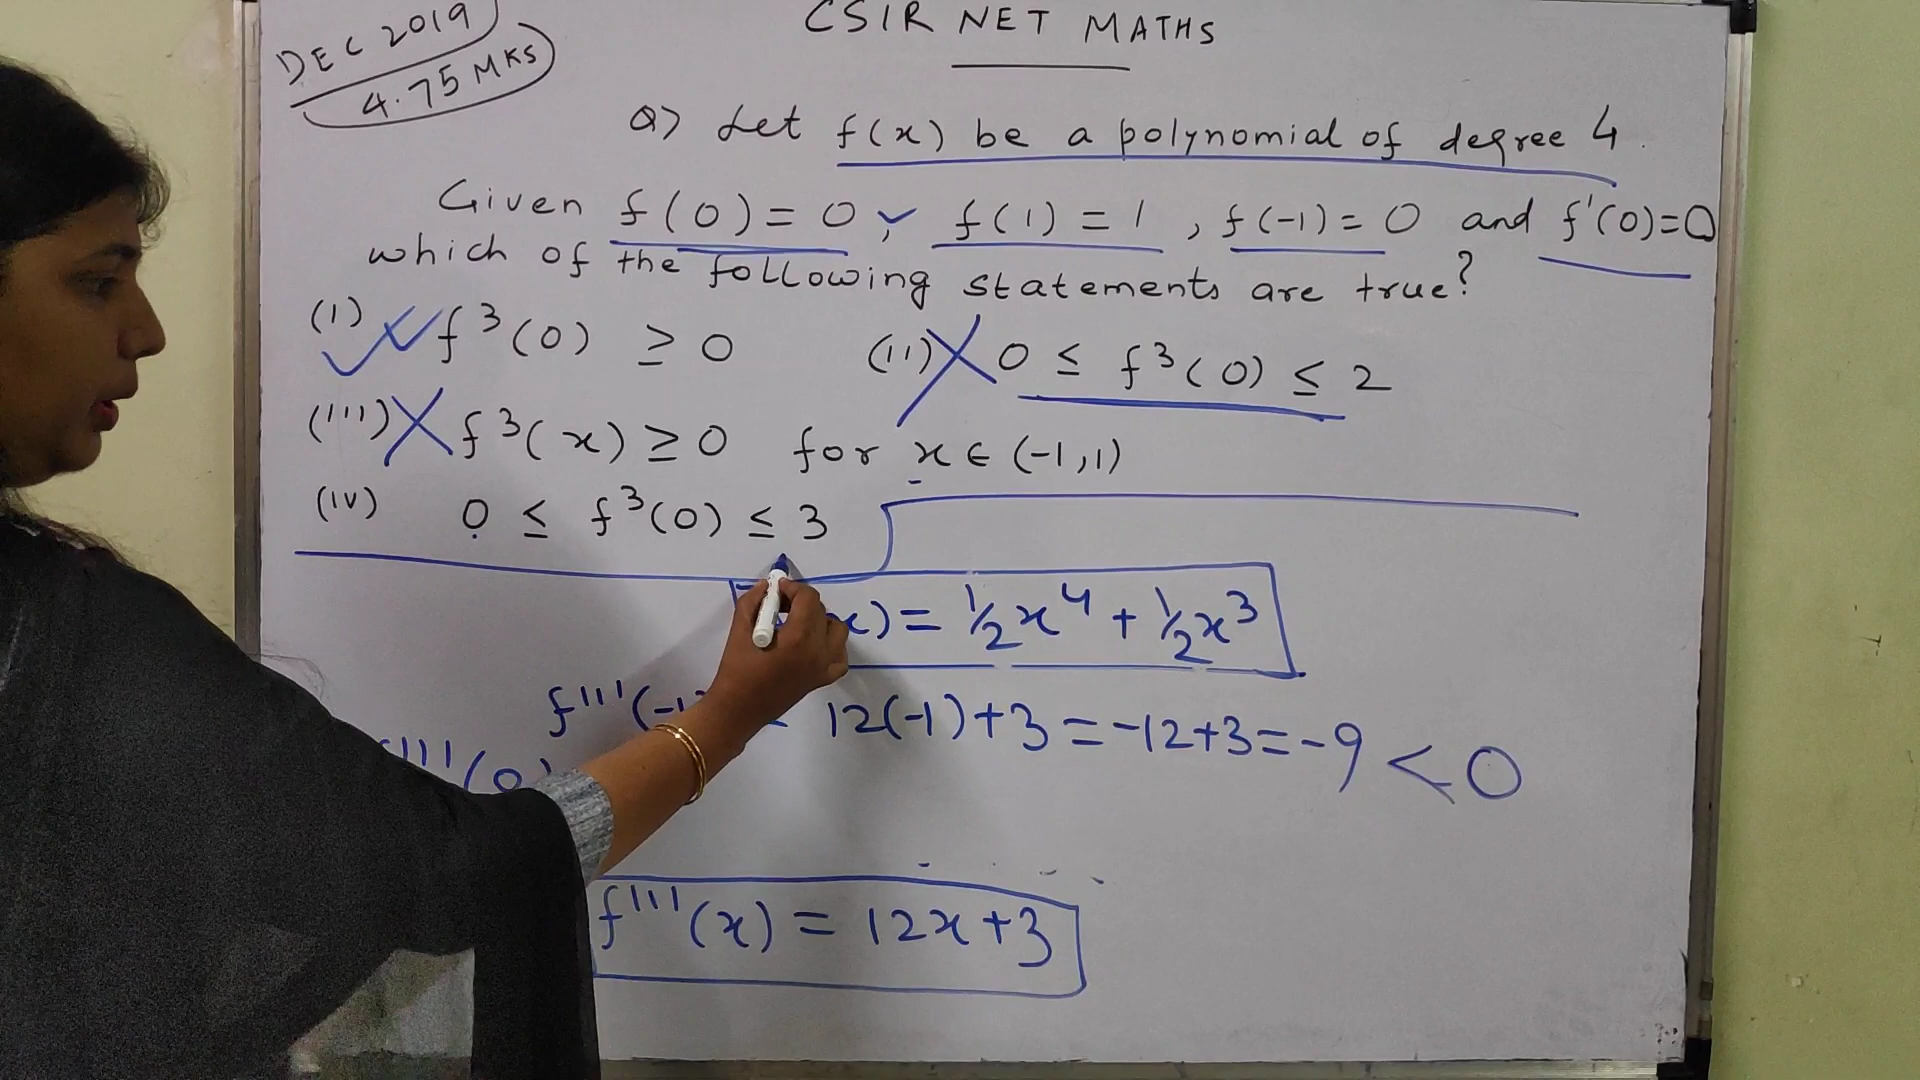 DEC 2019
4.75 MKS
CSIR NET MATHS
Q) Let f(x) be a polynomial of degree 4.
Given f(0) = 0, f(1) = 1, f(-1) = 0 and f'(0)=0
which of the following statements are true?
(i) f³(0) ≥ 0 (ii) 0 ≤ f³(0) ≤ 2
(iii) f³(x) ≥ 0 for x ∈ (-1,1)
(iv) 0 ≤ f³(0) ≤ 3
x) = ½x⁴ + ½x³
f'''(-1 = 12(-1)+3 = -12+3 = -9 < 0
'''(0)
f'''(x) = 12x+3